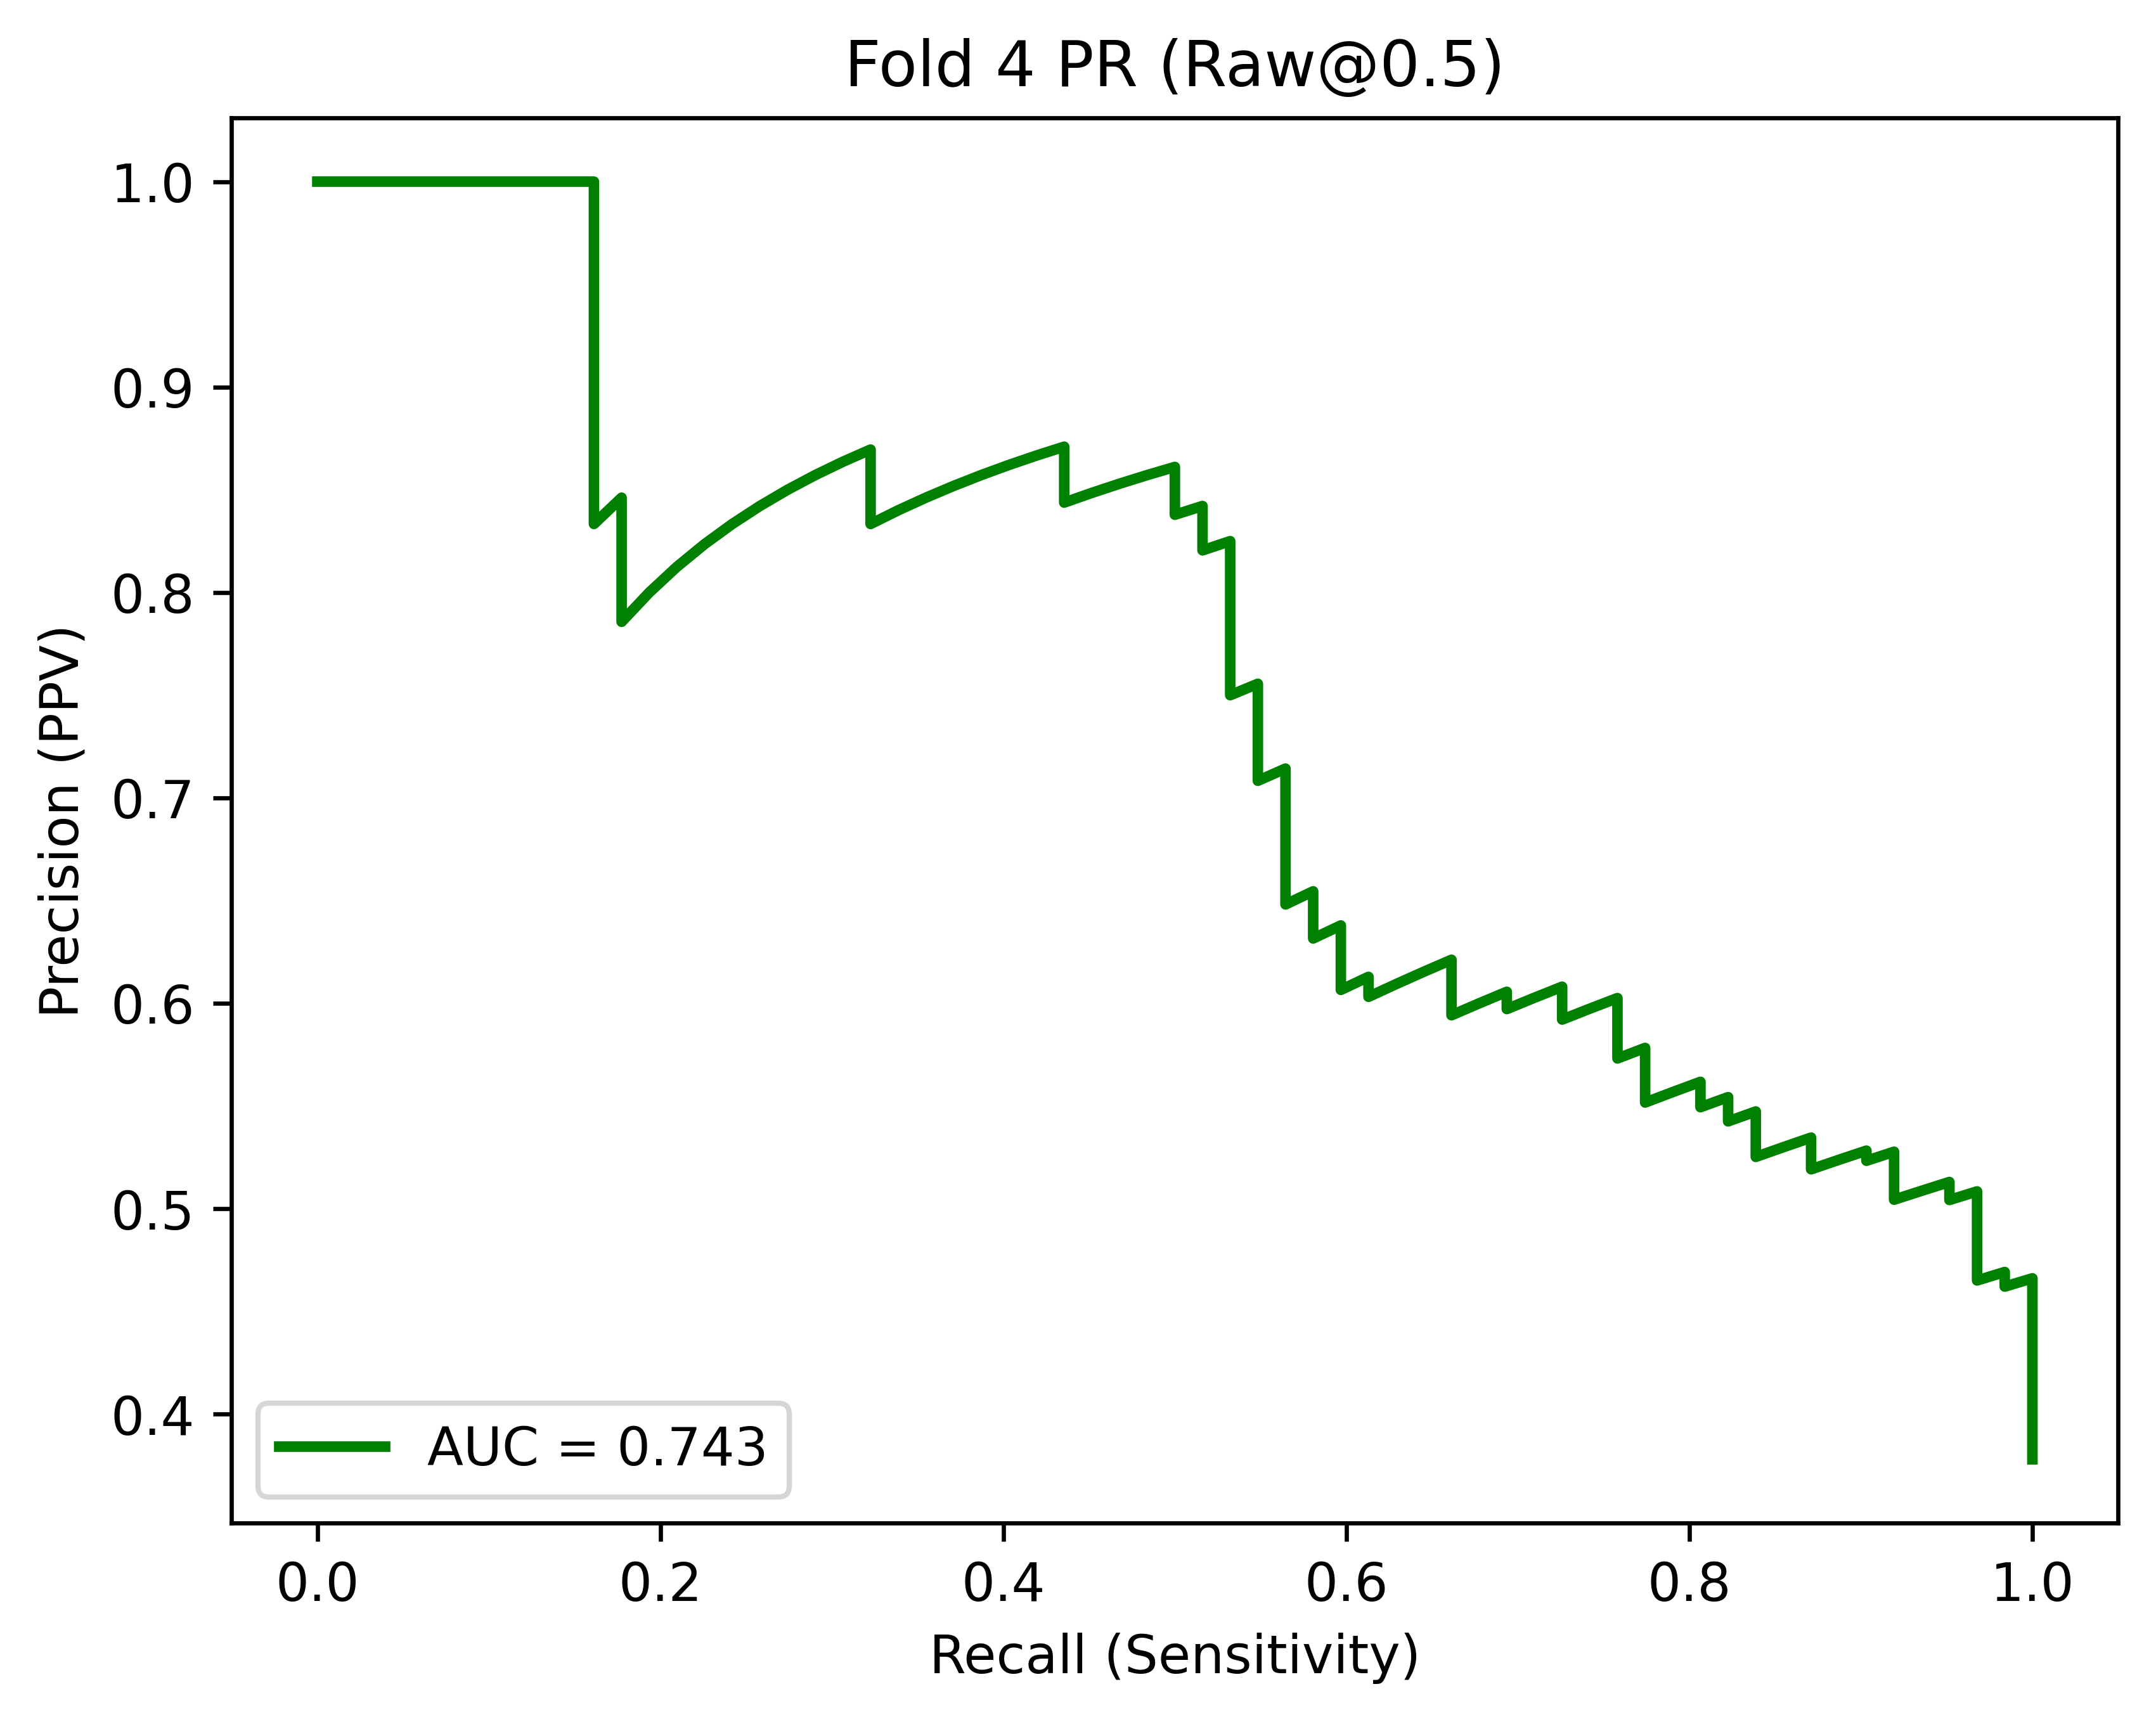 Fold 4 PR (Raw@0.5)
Precision (PPV)
1.0
0.9
0.8
0.7
0.6
0.5
0.4
AUC = 0.743
0.0 0.2 0.4 0.6 0.8 1.0
Recall (Sensitivity)